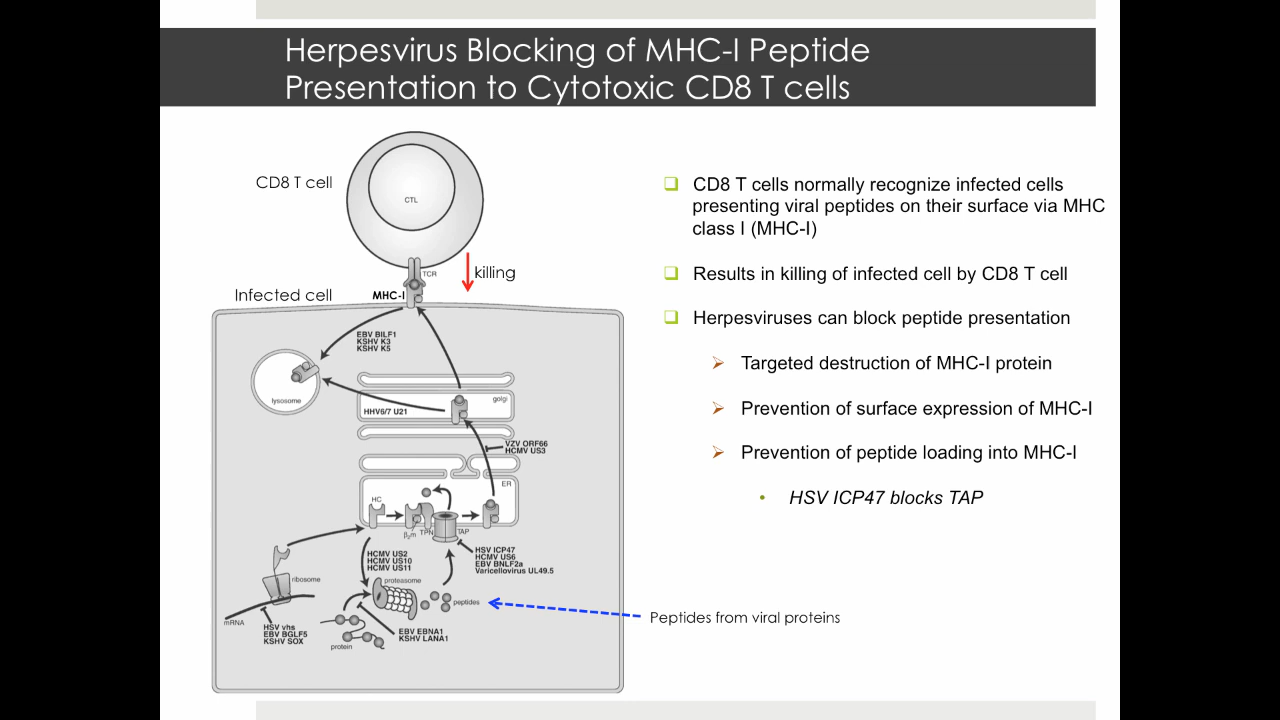 Herpesvirus Blocking of MHC-I Peptide
Presentation to Cytotoxic CD8 T cells
CD8 T cell
CTL
TCR
killing
MHC-I
Infected cell
EBV BILF1
KSHV K3
KSHV K5
lysosome
golgi
HHV6/7 U21
VZV ORF66
HCMV US3
ER
HC
β2m
TPN
TAP
HCMV US2
HCMV US10
HCMV US11
HSV ICP47
HCMV US6
EBV BNLF2a
Varicellovirus UL49.5
ribosome
proteasome
peptides
mRNA
HSV vhs
EBV BGLF5
KSHV SOX
protein
EBV EBNA1
KSHV LANA1
Peptides from viral proteins
❑ CD8 T cells normally recognize infected cells
presenting viral peptides on their surface via MHC
class I (MHC-I)
❑ Results in killing of infected cell by CD8 T cell
❑ Herpesviruses can block peptide presentation
➢ Targeted destruction of MHC-I protein
➢ Prevention of surface expression of MHC-I
➢ Prevention of peptide loading into MHC-I
• HSV ICP47 blocks TAP